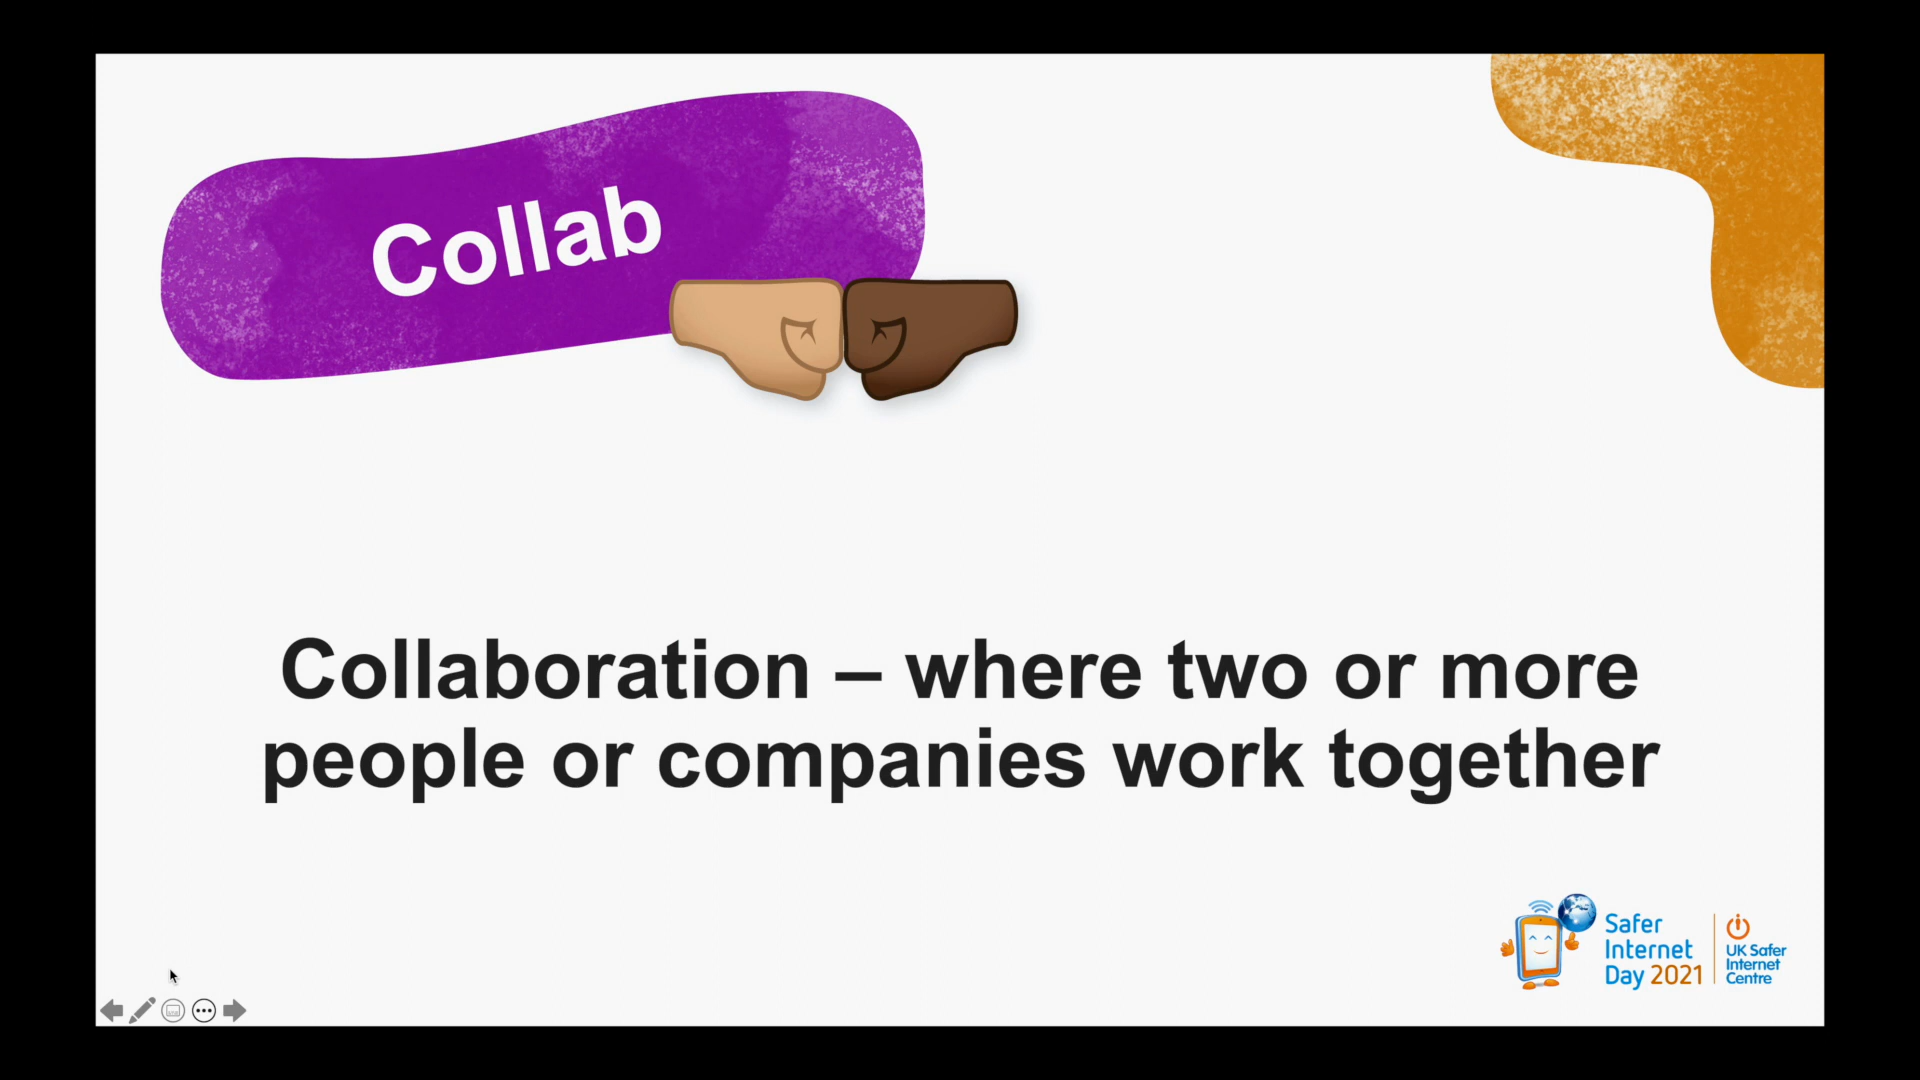 Collab
Collaboration – where two or more
people or companies work together
Safer
Internet
Day 2021
UK Safer
Internet
Centre